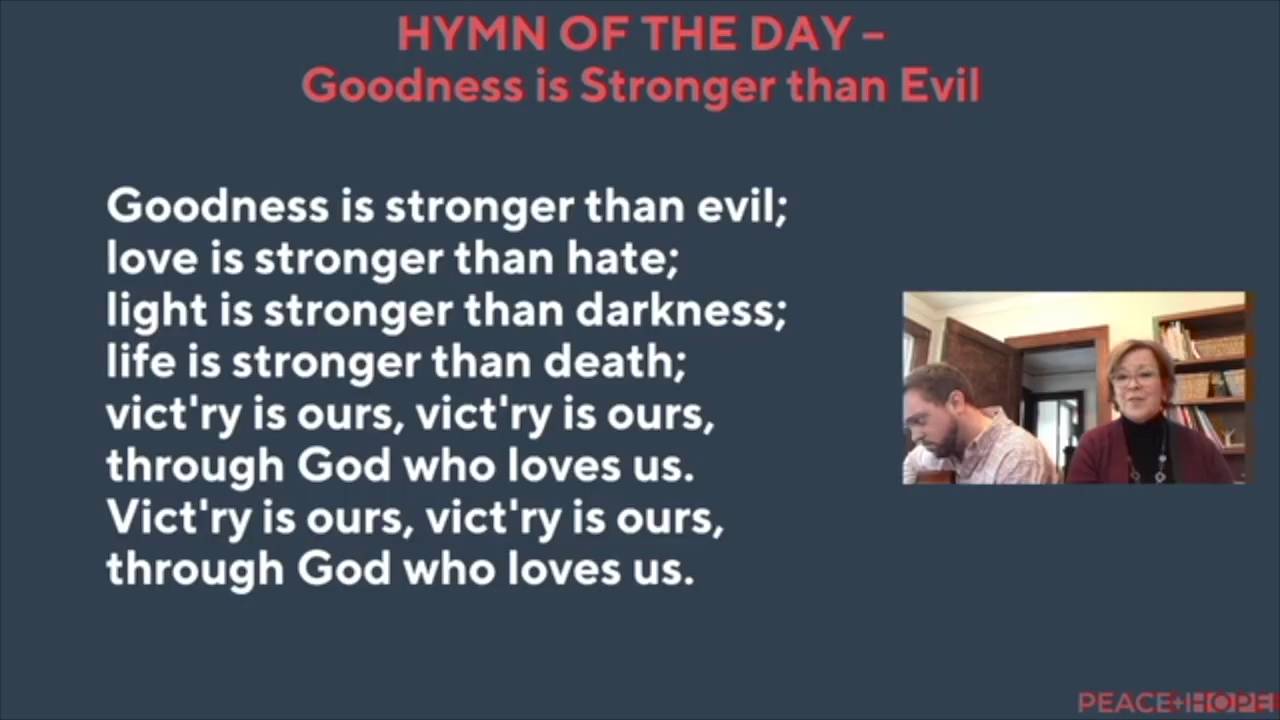 HYMN OF THE DAY –
Goodness is Stronger than Evil
Goodness is stronger than evil;
love is stronger than hate;
light is stronger than darkness;
life is stronger than death;
vict'ry is ours, vict'ry is ours,
through God who loves us.
Vict'ry is ours, vict'ry is ours,
through God who loves us.
PEACE+HOPE